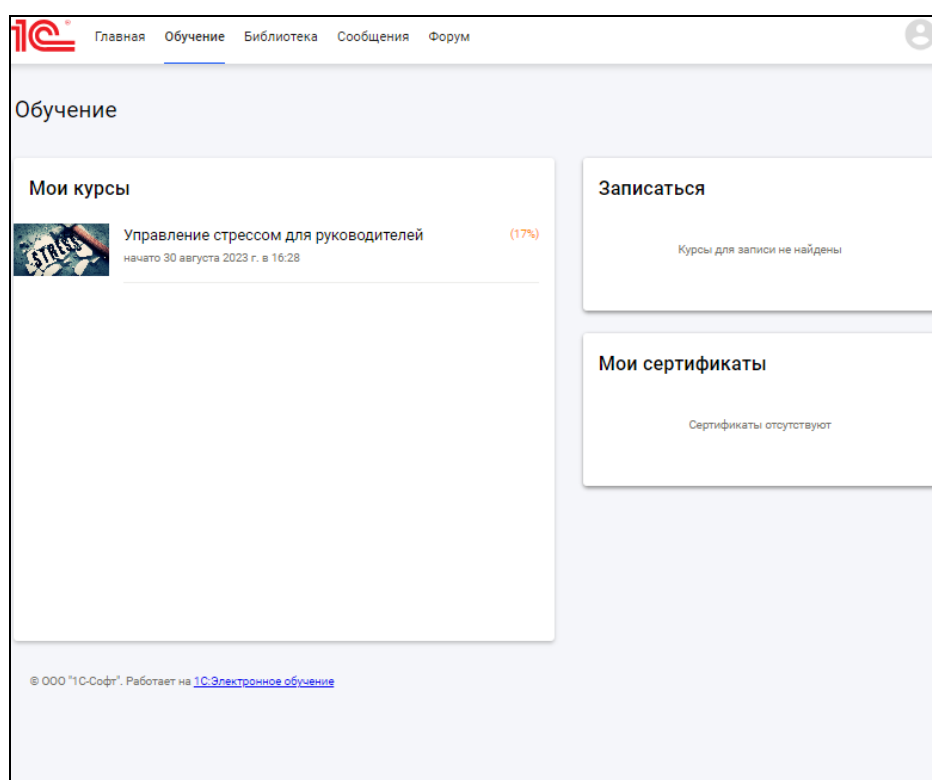 1С
Главная Обучение Библиотека Сообщения Форум
Обучение
Мои курсы
STRESS
Управление стрессом для руководителей (17%)
начато 30 августа 2023 г. в 16:28
Записаться
Курсы для записи не найдены
Мои сертификаты
Сертификаты отсутствуют
© ООО "1С-Софт". Работает на 1С:Электронное обучение